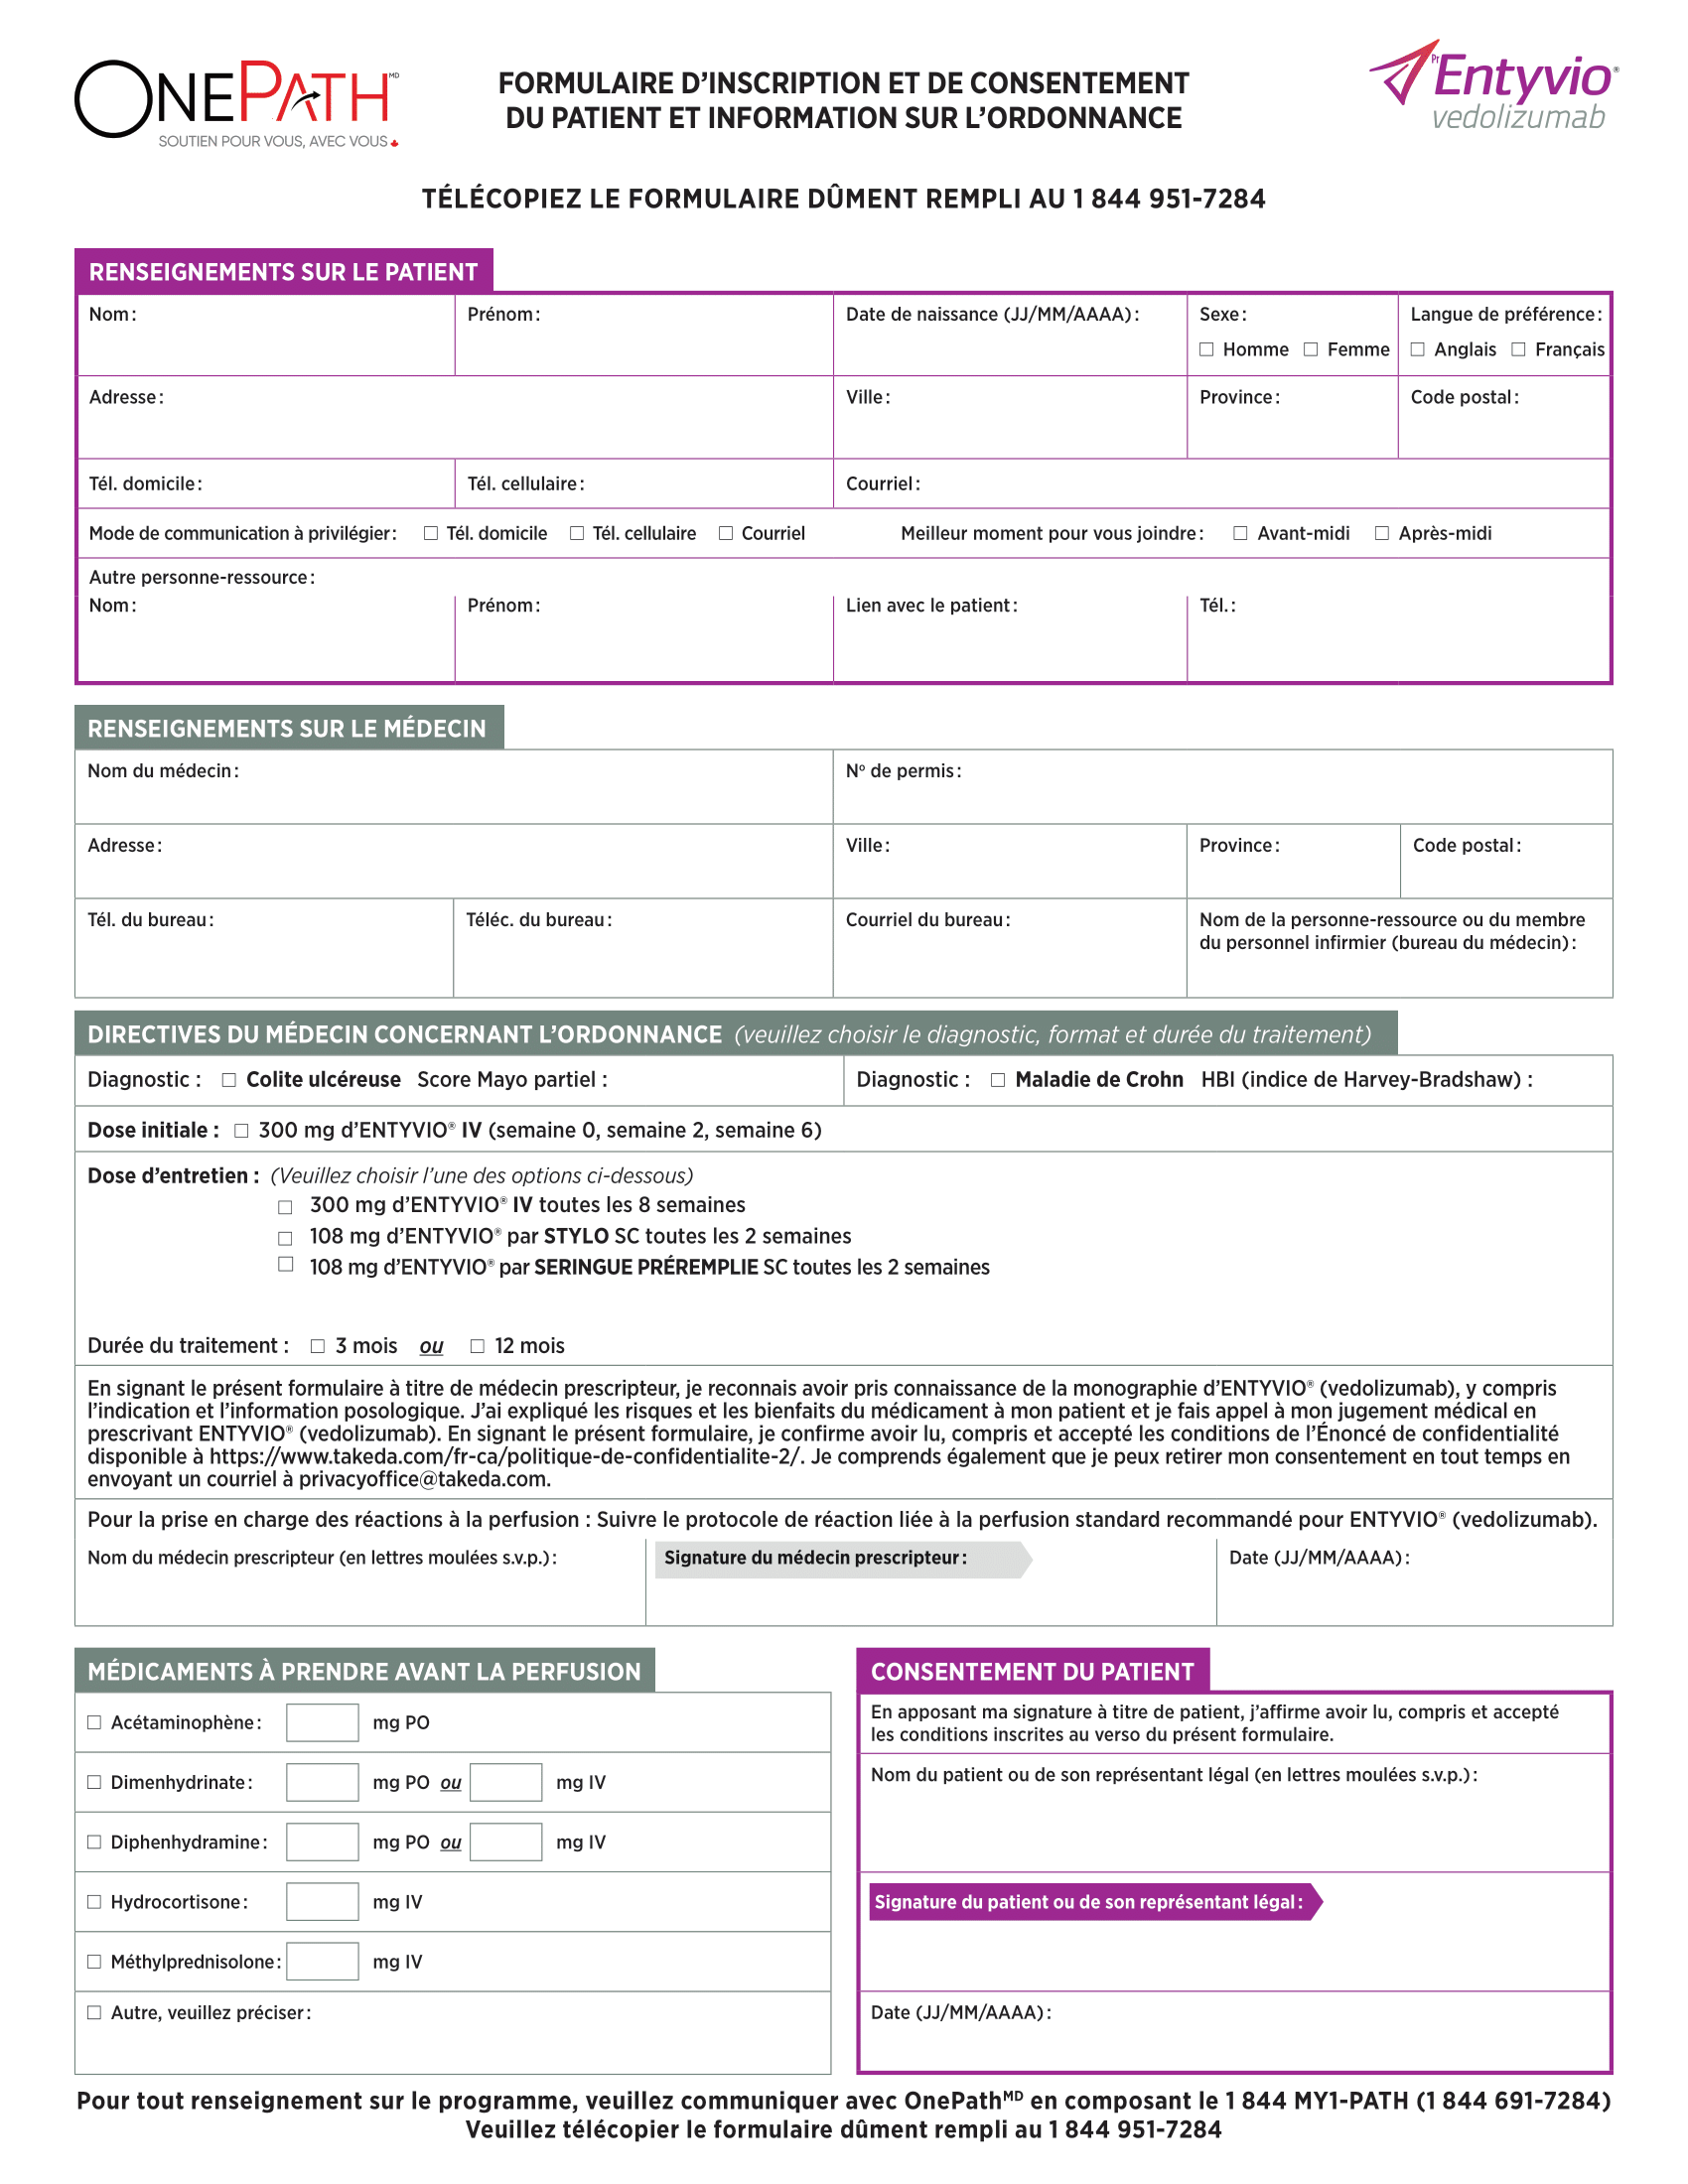 ONEPATH MD
SOUTIEN POUR VOUS, AVEC VOUS
FORMULAIRE D'INSCRIPTION ET DE CONSENTEMENT
DU PATIENT ET INFORMATION SUR L'ORDONNANCE
Pr Entyvio®
vedolizumab
TÉLÉCOPIEZ LE FORMULAIRE DÛMENT REMPLI AU 1 844 951-7284
RENSEIGNEMENTS SUR LE PATIENT
Nom : Prénom : Date de naissance (JJ/MM/AAAA) : Sexe : Langue de préférence :
☐ Homme ☐ Femme ☐ Anglais ☐ Français
Adresse : Ville : Province : Code postal :
Tél. domicile : Tél. cellulaire : Courriel :
Mode de communication à privilégier : ☐ Tél. domicile ☐ Tél. cellulaire ☐ Courriel Meilleur moment pour vous joindre : ☐ Avant-midi ☐ Après-midi
Autre personne-ressource :
Nom : Prénom : Lien avec le patient : Tél. :
RENSEIGNEMENTS SUR LE MÉDECIN
Nom du médecin : Nº de permis :
Adresse : Ville : Province : Code postal :
Tél. du bureau : Téléc. du bureau : Courriel du bureau : Nom de la personne-ressource ou du membre
du personnel infirmier (bureau du médecin) :
DIRECTIVES DU MÉDECIN CONCERNANT L'ORDONNANCE (veuillez choisir le diagnostic, format et durée du traitement)
Diagnostic : ☐ Colite ulcéreuse Score Mayo partiel : Diagnostic : ☐ Maladie de Crohn HBI (indice de Harvey-Bradshaw) :
Dose initiale : ☐ 300 mg d'ENTYVIO® IV (semaine 0, semaine 2, semaine 6)
Dose d'entretien : (Veuillez choisir l'une des options ci-dessous)
☐ 300 mg d'ENTYVIO® IV toutes les 8 semaines
☐ 108 mg d'ENTYVIO® par STYLO SC toutes les 2 semaines
☐ 108 mg d'ENTYVIO® par SERINGUE PRÉREMPLIE SC toutes les 2 semaines
Durée du traitement : ☐ 3 mois ou ☐ 12 mois
En signant le présent formulaire à titre de médecin prescripteur, je reconnais avoir pris connaissance de la monographie d'ENTYVIO® (vedolizumab), y compris
l'indication et l'information posologique. J'ai expliqué les risques et les bienfaits du médicament à mon patient et je fais appel à mon jugement médical en
prescrivant ENTYVIO® (vedolizumab). En signant le présent formulaire, je confirme avoir lu, compris et accepté les conditions de l'Énoncé de confidentialité
disponible à https://www.takeda.com/fr-ca/politique-de-confidentialite-2/. Je comprends également que je peux retirer mon consentement en tout temps en
envoyant un courriel à privacyoffice@takeda.com.
Pour la prise en charge des réactions à la perfusion : Suivre le protocole de réaction liée à la perfusion standard recommandé pour ENTYVIO® (vedolizumab).
Nom du médecin prescripteur (en lettres moulées s.v.p.) : Signature du médecin prescripteur : Date (JJ/MM/AAAA) :
MÉDICAMENTS À PRENDRE AVANT LA PERFUSION
☐ Acétaminophène : mg PO
☐ Dimenhydrinate : mg PO ou mg IV
☐ Diphenhydramine : mg PO ou mg IV
☐ Hydrocortisone : mg IV
☐ Méthylprednisolone : mg IV
☐ Autre, veuillez préciser :
CONSENTEMENT DU PATIENT
En apposant ma signature à titre de patient, j'affirme avoir lu, compris et accepté
les conditions inscrites au verso du présent formulaire.
Nom du patient ou de son représentant légal (en lettres moulées s.v.p.) :
Signature du patient ou de son représentant légal :
Date (JJ/MM/AAAA) :
Pour tout renseignement sur le programme, veuillez communiquer avec OnePathMD en composant le 1 844 MY1-PATH (1 844 691-7284)
Veuillez télécopier le formulaire dûment rempli au 1 844 951-7284